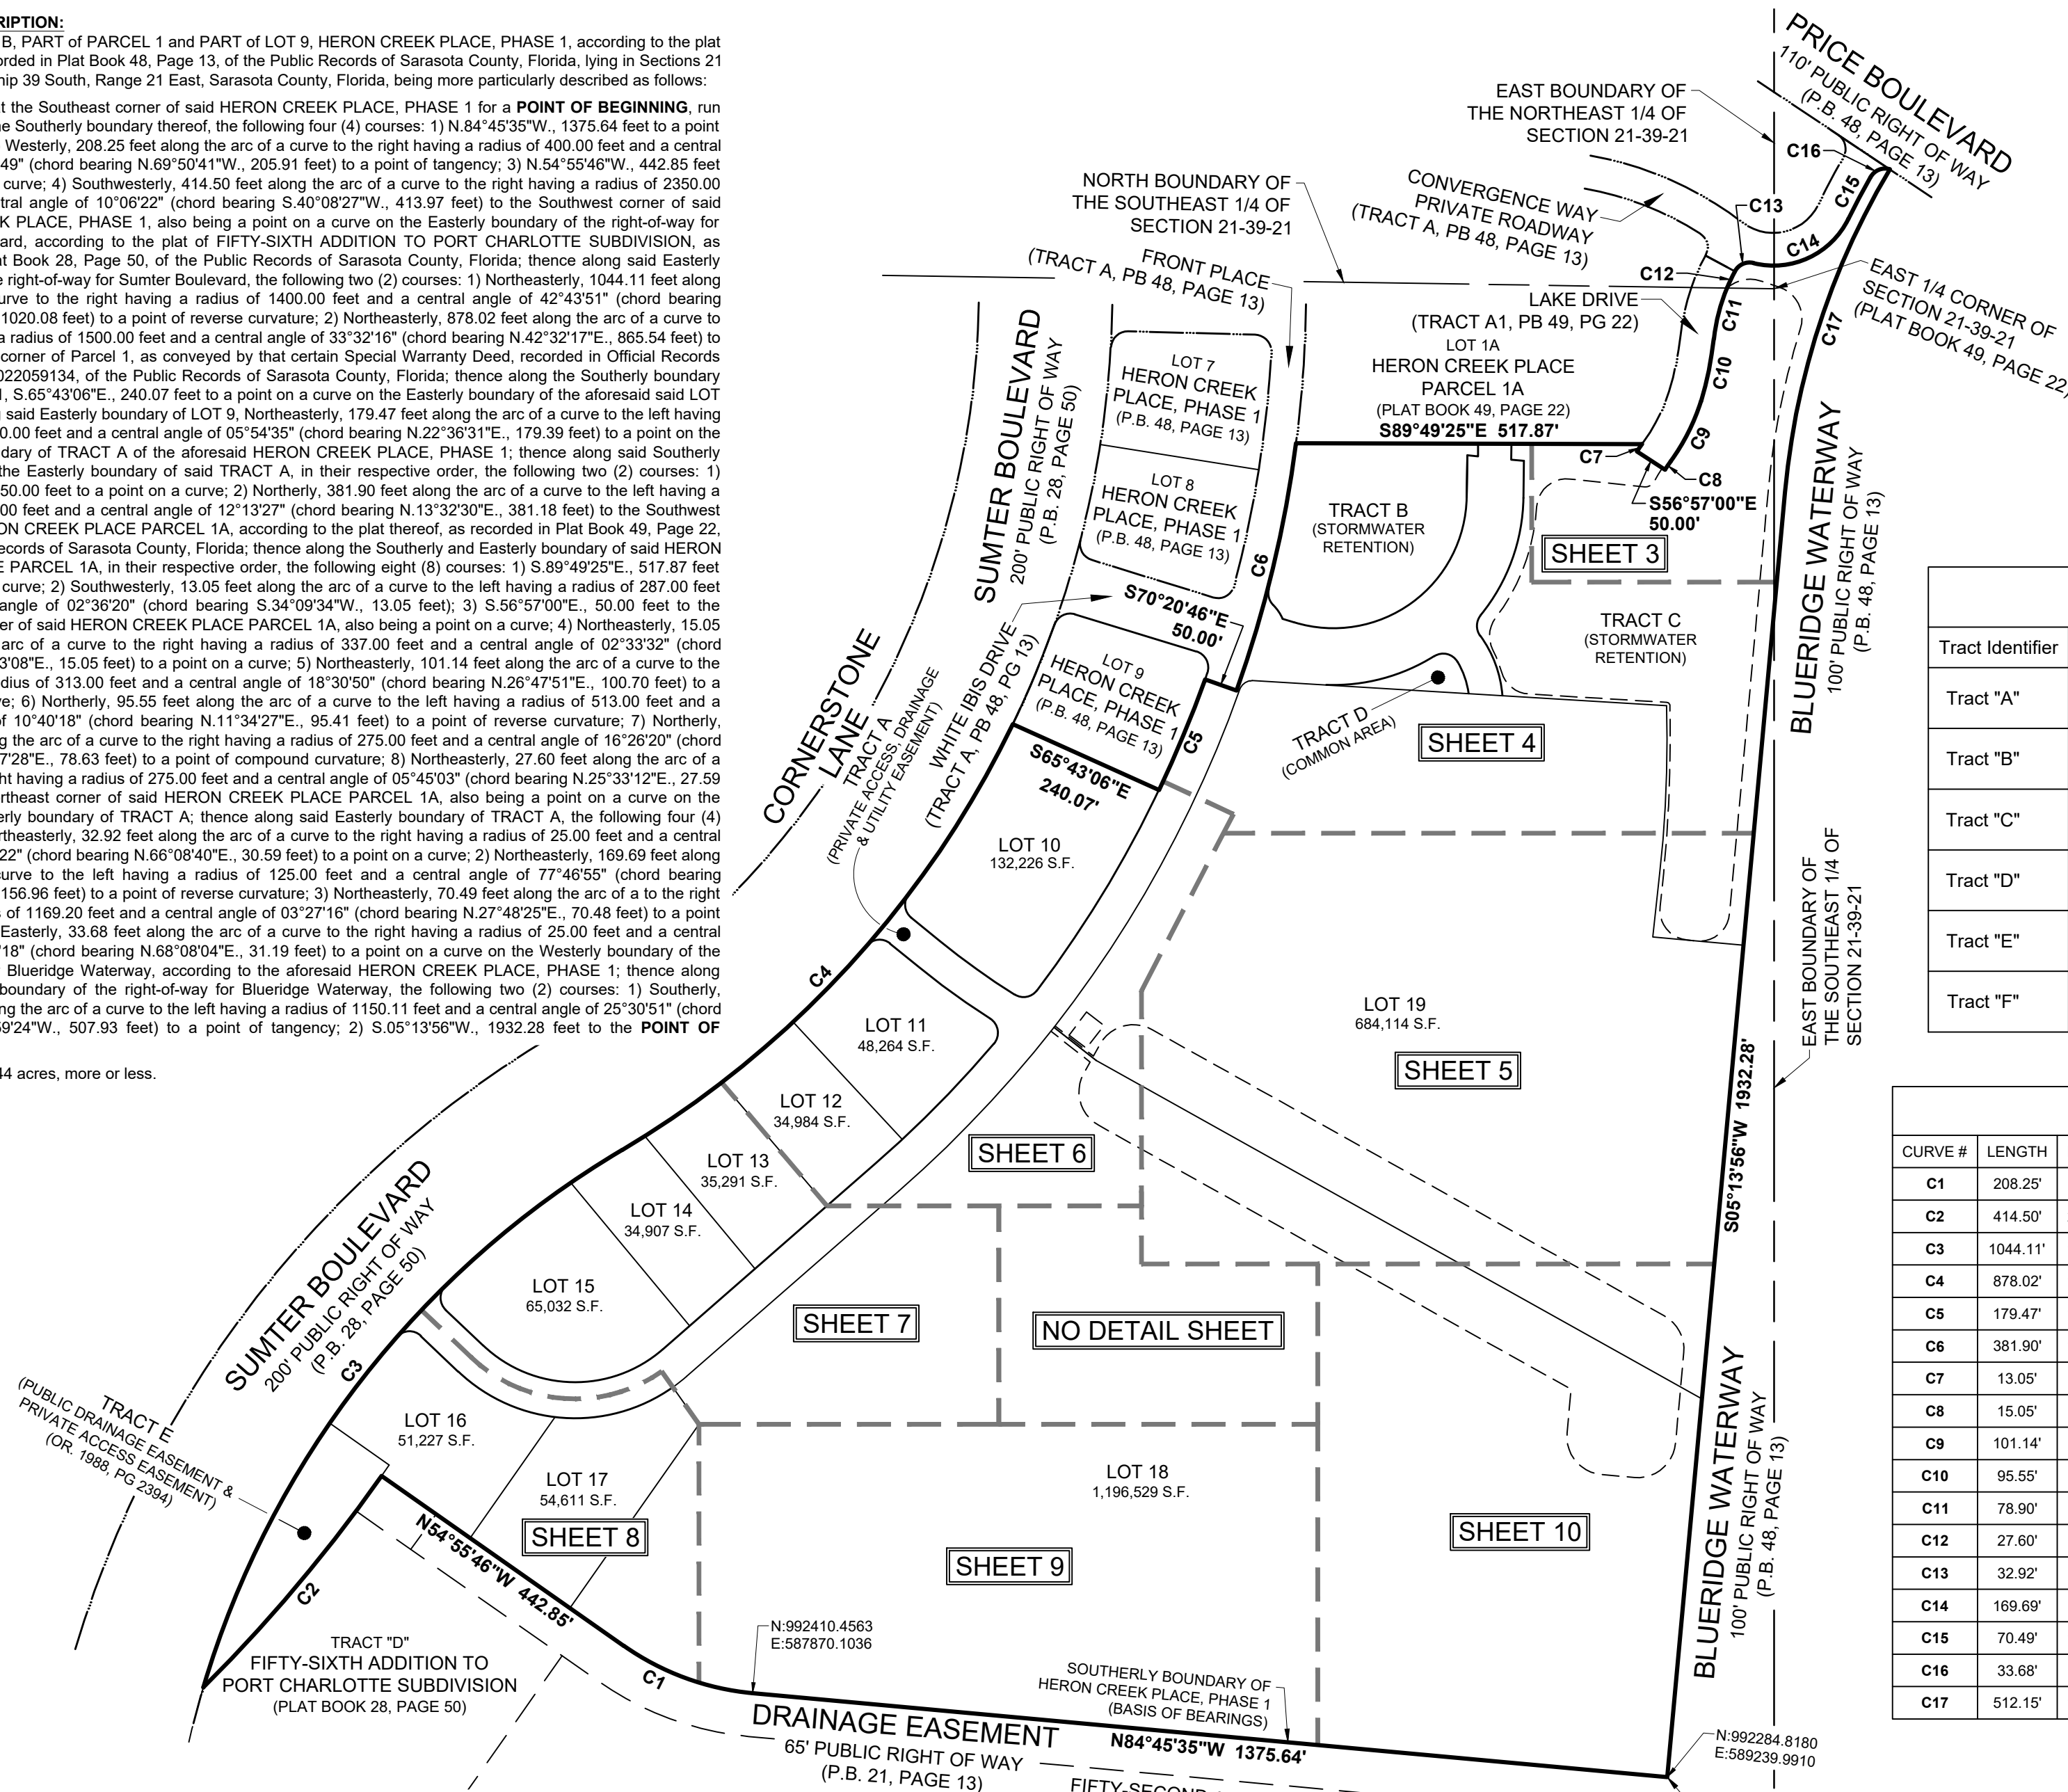 RIPTION:
B, PART of PARCEL 1 and PART of LOT 9, HERON CREEK PLACE, PHASE 1, according to the plat
orded in Plat Book 48, Page 13, of the Public Records of Sarasota County, Florida, lying in Sections 21
hip 39 South, Range 21 East, Sarasota County, Florida, being more particularly described as follows:
at the Southeast corner of said HERON CREEK PLACE, PHASE 1 for a POINT OF BEGINNING, run
e Southerly boundary thereof, the following four (4) courses: 1) N.84°45'35"W., 1375.64 feet to a point
Westerly, 208.25 feet along the arc of a curve to the right having a radius of 400.00 feet and a central
49" (chord bearing N.69°50'41"W., 205.91 feet) to a point of tangency; 3) N.54°55'46"W., 442.85 feet
curve; 4) Southwesterly, 414.50 feet along the arc of a curve to the right having a radius of 2350.00
tral angle of 10°06'22" (chord bearing S.40°08'27"W., 413.97 feet) to the Southwest corner of said
K PLACE, PHASE 1, also being a point on a curve on the Easterly boundary of the right-of-way for
ard, according to the plat of FIFTY-SIXTH ADDITION TO PORT CHARLOTTE SUBDIVISION, as
at Book 28, Page 50, of the Public Records of Sarasota County, Florida; thence along said Easterly
e right-of-way for Sumter Boulevard, the following two (2) courses: 1) Northeasterly, 1044.11 feet along
urve to the right having a radius of 1400.00 feet and a central angle of 42°43'51" (chord bearing
1020.08 feet) to a point of reverse curvature; 2) Northeasterly, 878.02 feet along the arc of a curve to
a radius of 1500.00 feet and a central angle of 33°32'16" (chord bearing N.42°32'17"E., 865.54 feet) to
corner of Parcel 1, as conveyed by that certain Special Warranty Deed, recorded in Official Records
022059134, of the Public Records of Sarasota County, Florida; thence along the Southerly boundary
1, S.65°43'06"E., 240.07 feet to a point on a curve on the Easterly boundary of the aforesaid said LOT
g said Easterly boundary of LOT 9, Northeasterly, 179.47 feet along the arc of a curve to the left having
0.00 feet and a central angle of 05°54'35" (chord bearing N.22°36'31"E., 179.39 feet) to a point on the
dary of TRACT A of the aforesaid HERON CREEK PLACE, PHASE 1; thence along said Southerly
the Easterly boundary of said TRACT A, in their respective order, the following two (2) courses: 1)
50.00 feet to a point on a curve; 2) Northerly, 381.90 feet along the arc of a curve to the left having a
00 feet and a central angle of 12°13'27" (chord bearing N.13°32'30"E., 381.18 feet) to the Southwest
ON CREEK PLACE PARCEL 1A, according to the plat thereof, as recorded in Plat Book 49, Page 22,
ecords of Sarasota County, Florida; thence along the Southerly and Easterly boundary of said HERON
E PARCEL 1A, in their respective order, the following eight (8) courses: 1) S.89°49'25"E., 517.87 feet
curve; 2) Southwesterly, 13.05 feet along the arc of a curve to the left having a radius of 287.00 feet
angle of 02°36'20" (chord bearing S.34°09'34"W., 13.05 feet); 3) S.56°57'00"E., 50.00 feet to the
er of said HERON CREEK PLACE PARCEL 1A, also being a point on a curve; 4) Northeasterly, 15.05
arc of a curve to the right having a radius of 337.00 feet and a central angle of 02°33'32" (chord
3'08"E., 15.05 feet) to a point on a curve; 5) Northeasterly, 101.14 feet along the arc of a curve to the
dius of 313.00 feet and a central angle of 18°30'50" (chord bearing N.26°47'51"E., 100.70 feet) to a
ve; 6) Northerly, 95.55 feet along the arc of a curve to the left having a radius of 513.00 feet and a
of 10°40'18" (chord bearing N.11°34'27"E., 95.41 feet) to a point of reverse curvature; 7) Northerly,
g the arc of a curve to the right having a radius of 275.00 feet and a central angle of 16°26'20" (chord
7'28"E., 78.63 feet) to point of compound curvature; 8) Northeasterly, 27.60 feet along the arc of a
ht having a radius of 275.00 feet and a central angle of 05°45'03" (chord bearing N.25°33'12"E., 27.59
rtheast corner of said HERON CREEK PLACE PARCEL 1A, also being a point on a curve on the
erly boundary of TRACT A; thence along said Easterly boundary of TRACT A, the following four (4)
rtheasterly, 32.92 feet along the arc of a curve to the right having a radius of 25.00 feet and a central
22" (chord bearing N.66°08'40"E., 30.59 feet) to a point on a curve; 2) Northeasterly, 169.69 feet along
urve to the left having a radius of 125.00 feet and a central angle of 77°46'55" (chord bearing
156.96 feet) to a point of reverse curvature; 3) Northeasterly, 70.49 feet along the arc of a to the right
s of 1169.20 feet and a central angle of 03°27'16" (chord bearing N.27°48'25"E., 70.48 feet) to a point
Easterly, 33.68 feet along the arc of a curve to the right having a radius of 25.00 feet and a central
'18" (chord bearing N.68°08'04"E., 31.19 feet) to a point on a curve on the Westerly boundary of the
Blueridge Waterway, according to the aforesaid HERON CREEK PLACE, PHASE 1; thence along
boundary of the right-of-way for Blueridge Waterway, the following two (2) courses: 1) Southerly,
ng the arc of a curve to the left having a radius of 1150.11 feet and a central angle of 25°30'51" (chord
59'24"W., 507.93 feet) to a point of tangency; 2) S.05°13'56"W., 1932.28 feet to the POINT OF
44 acres, more or less.
PRICE BOULEVARD
110' PUBLIC RIGHT OF WAY
(P.B. 48, PAGE 13)
EAST BOUNDARY OF
THE NORTHEAST 1/4 OF
SECTION 21-39-21
C16
C15
C13
C14
C12
CONVERGENCE WAY
PRIVATE ROADWAY
(TRACT A, PB 48, PAGE 13)
NORTH BOUNDARY OF
THE SOUTHEAST 1/4 OF
SECTION 21-39-21
FRONT PLACE
(TRACT A, PB 48, PAGE 13)
EAST 1/4 CORNER OF
SECTION 21-39-21
(PLAT BOOK 49, PAGE 22)
LAKE DRIVE
(TRACT A1, PB 49, PG 22)
C11
C17
C10
C9
LOT 1A
HERON CREEK PLACE
PARCEL 1A
(PLAT BOOK 49, PAGE 22)
S89°49'25"E 517.87'
C7
C8
S56°57'00"E
50.00'
SUMTER BOULEVARD
200' PUBLIC RIGHT OF WAY
(P.B. 28, PAGE 50)
LOT 7
HERON CREEK
PLACE, PHASE 1
(P.B. 48, PAGE 13)
LOT 8
HERON CREEK
PLACE, PHASE 1
(P.B. 48, PAGE 13)
C6
TRACT B
(STORMWATER
RETENTION)
SHEET 3
BLUERIDGE WATERWAY
100' PUBLIC RIGHT OF WAY
(P.B. 48, PAGE 13)
S70°20'46"E
50.00'
TRACT C
(STORMWATER
RETENTION)
CORNERSTONE
LANE
TRACT A
(PRIVATE ACCESS, DRAINAGE
& UTILITY EASEMENT)
WHITE IBIS DRIVE
(TRACT A, PB 48, PG 13)
LOT 9
HERON CREEK
PLACE, PHASE 1
(P.B. 48, PAGE 13)
C5
TRACT D
(COMMON AREA)
SHEET 4
S65°43'06"E
240.07'
LOT 10
132,226 S.F.
C4
EAST BOUNDARY OF
THE SOUTHEAST 1/4 OF
SECTION 21-39-21
LOT 19
684,114 S.F.
LOT 11
48,264 S.F.
SHEET 5
S05°13'56"W 1932.28'
LOT 12
34,984 S.F.
SHEET 6
LOT 13
35,291 S.F.
LOT 14
34,907 S.F.
LOT 15
65,032 S.F.
SHEET 7
NO DETAIL SHEET
SUMTER BOULEVARD
200' PUBLIC RIGHT OF WAY
(P.B. 28, PAGE 50)
C3
TRACT E
(PUBLIC DRAINAGE EASEMENT &
PRIVATE ACCESS EASEMENT)
(OR. 1988, PG 2394)
LOT 16
51,227 S.F.
LOT 17
54,611 S.F.
LOT 18
1,196,529 S.F.
SHEET 8
SHEET 9
SHEET 10
BLUERIDGE WATERWAY
100' PUBLIC RIGHT OF WAY
(P.B. 48, PAGE 13)
N54°55'46"W 442.85'
C2
TRACT "D"
FIFTY-SIXTH ADDITION TO
PORT CHARLOTTE SUBDIVISION
(PLAT BOOK 28, PAGE 50)
N:992410.4563
E:587870.1036
C1
SOUTHERLY BOUNDARY OF
HERON CREEK PLACE, PHASE 1
(BASIS OF BEARINGS)
DRAINAGE EASEMENT
65' PUBLIC RIGHT OF WAY
(P.B. 21, PAGE 13)
N84°45'35"W 1375.64'
FIFTY-SECOND
N:992284.8180
E:589239.9910
Tract Identifier
Tract "A"
Tract "B"
Tract "C"
Tract "D"
Tract "E"
Tract "F"
CURVE # LENGTH
C1 208.25'
C2 414.50'
C3 1044.11'
C4 878.02'
C5 179.47'
C6 381.90'
C7 13.05'
C8 15.05'
C9 101.14'
C10 95.55'
C11 78.90'
C12 27.60'
C13 32.92'
C14 169.69'
C15 70.49'
C16 33.68'
C17 512.15'